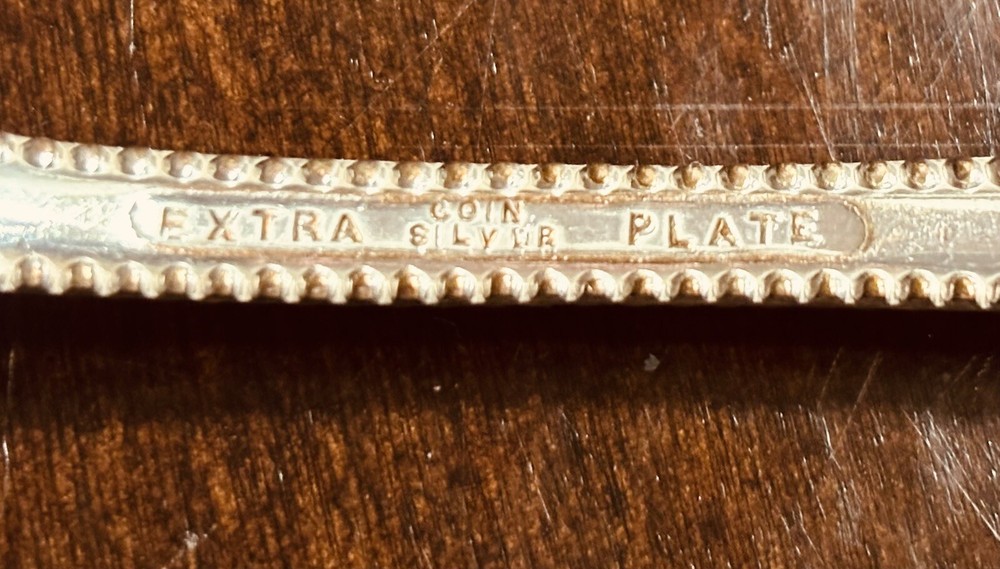 EXTRA COIN SILVER PLATE